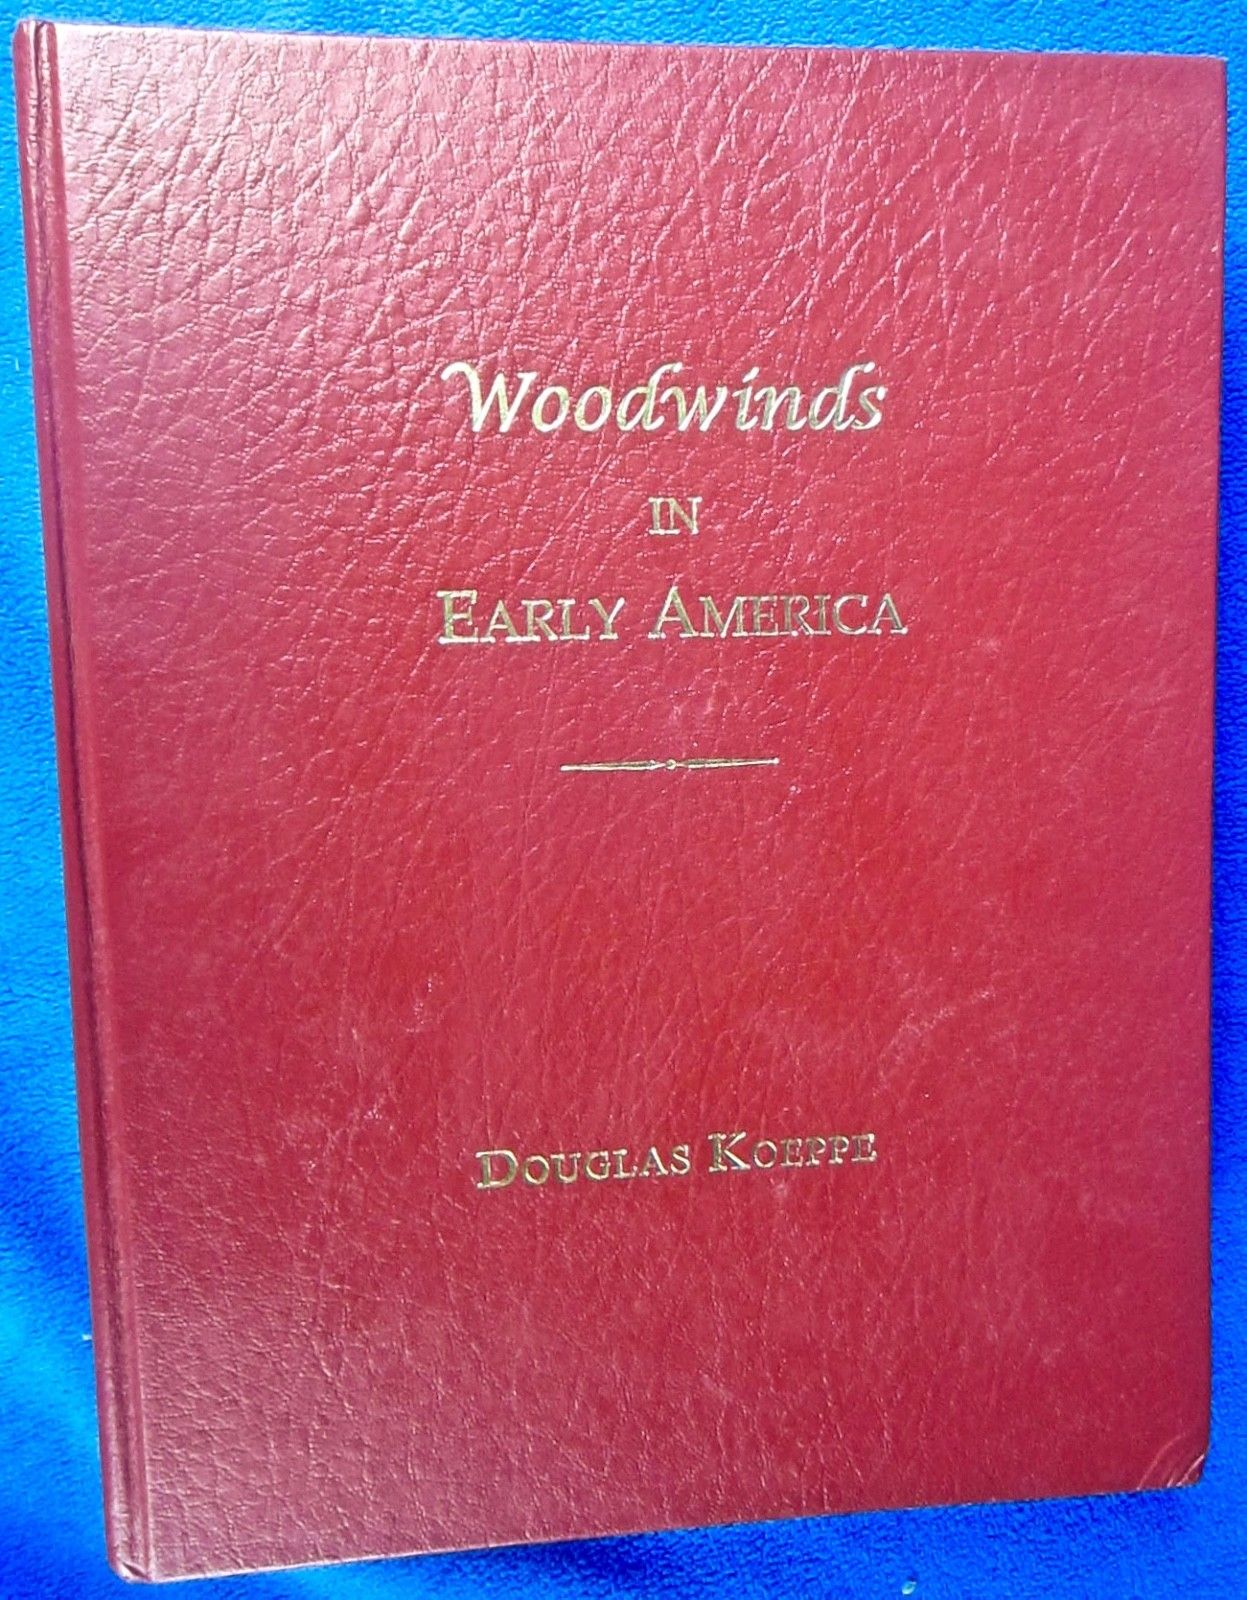 Woodwinds
IN
EARLY AMERICA
DOUGLAS KOEPPE